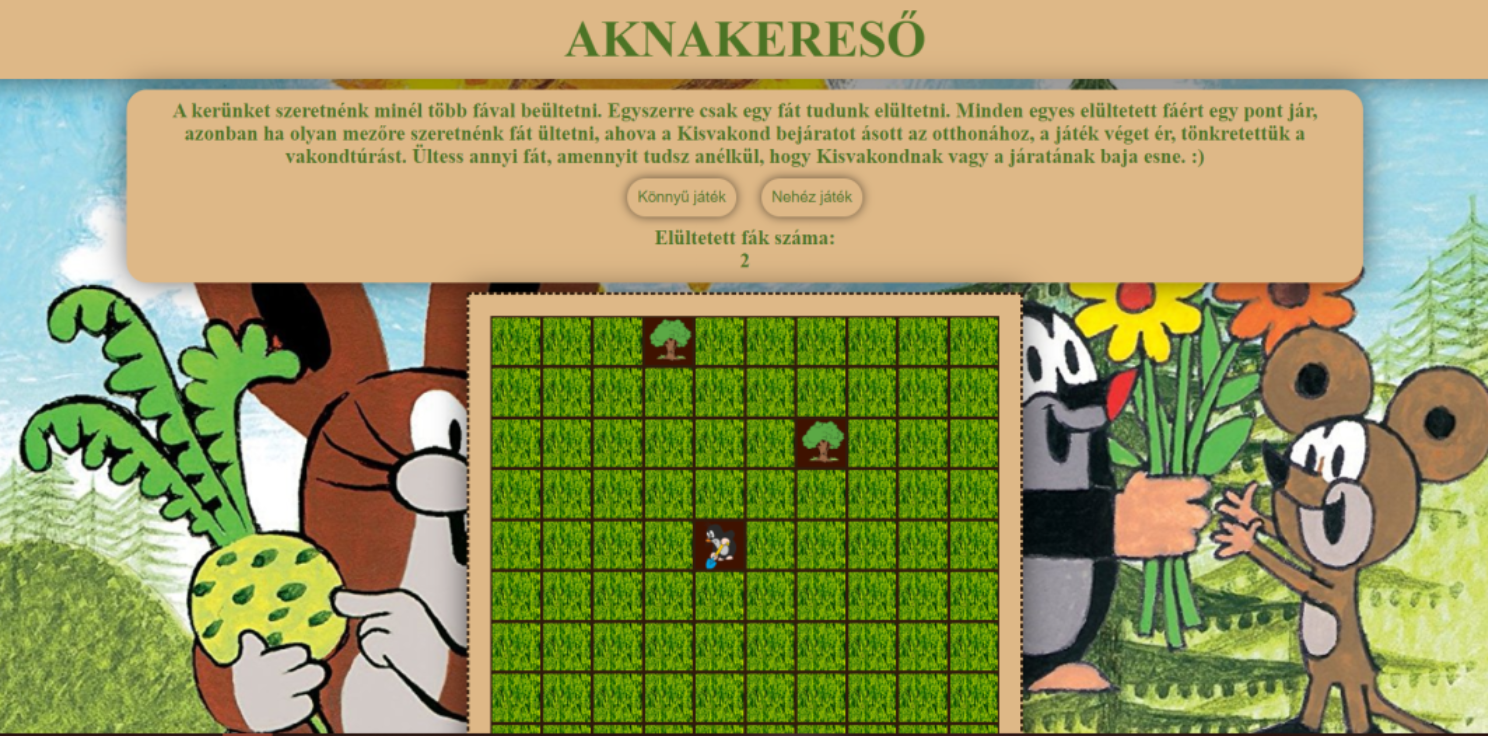 AKNAKERESŐ
A kerünket szeretnénk minél több fával beültetni. Egyszerre csak egy fát tudunk elültetni. Minden egyes elültetett fáért egy pont jár,
azonban ha olyan mezőre szeretnénk fát ültetni, ahova a Kisvakond bejáratot ásott az otthonához, a játék véget ér, tönkretettük a
vakondtúrást. Ültess annyi fát, amennyit tudsz anélkül, hogy Kisvakondnak vagy a járatának baja esne. :)
Könnyű játék Nehéz játék
Elültetett fák száma:
2